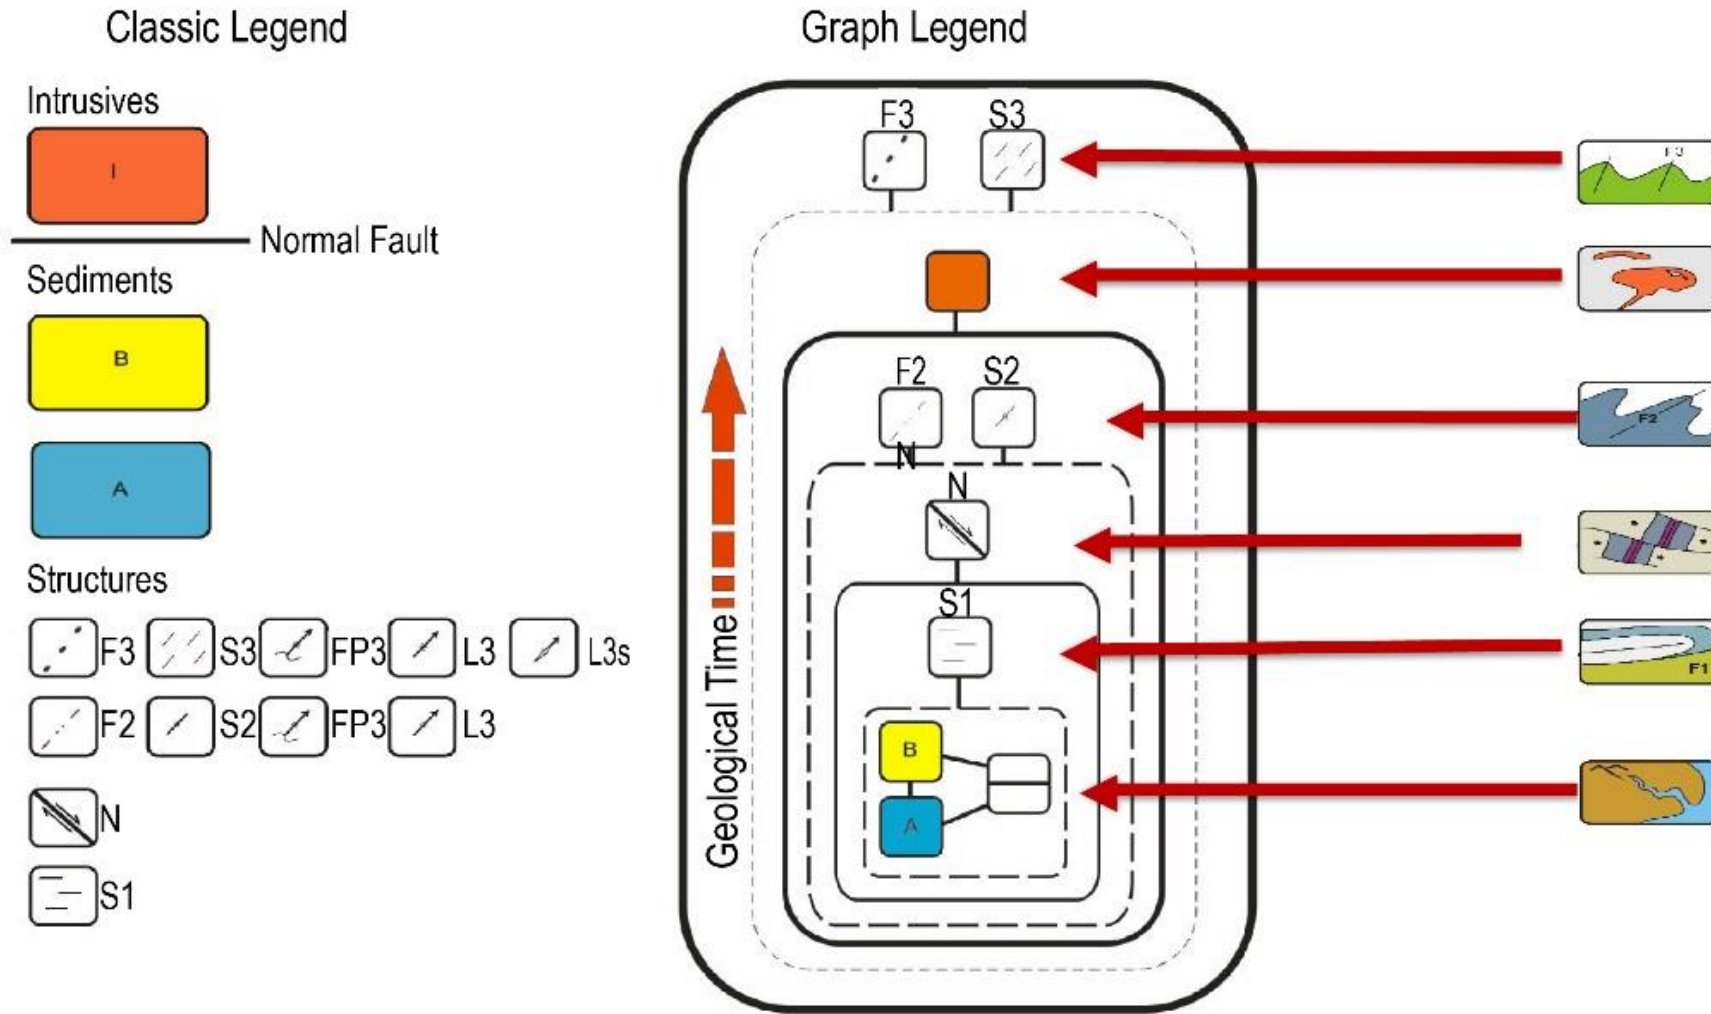 Classic Legend
Intrusives
I
Normal Fault
Sediments
B
A
Structures
F3 S3 FP3 L3 L3s
F2 S2 FP3 L3
N
S1
Graph Legend
F3 S3
F2 S2
N
N
S1
B
A
Geological Time
F3
F2
F1